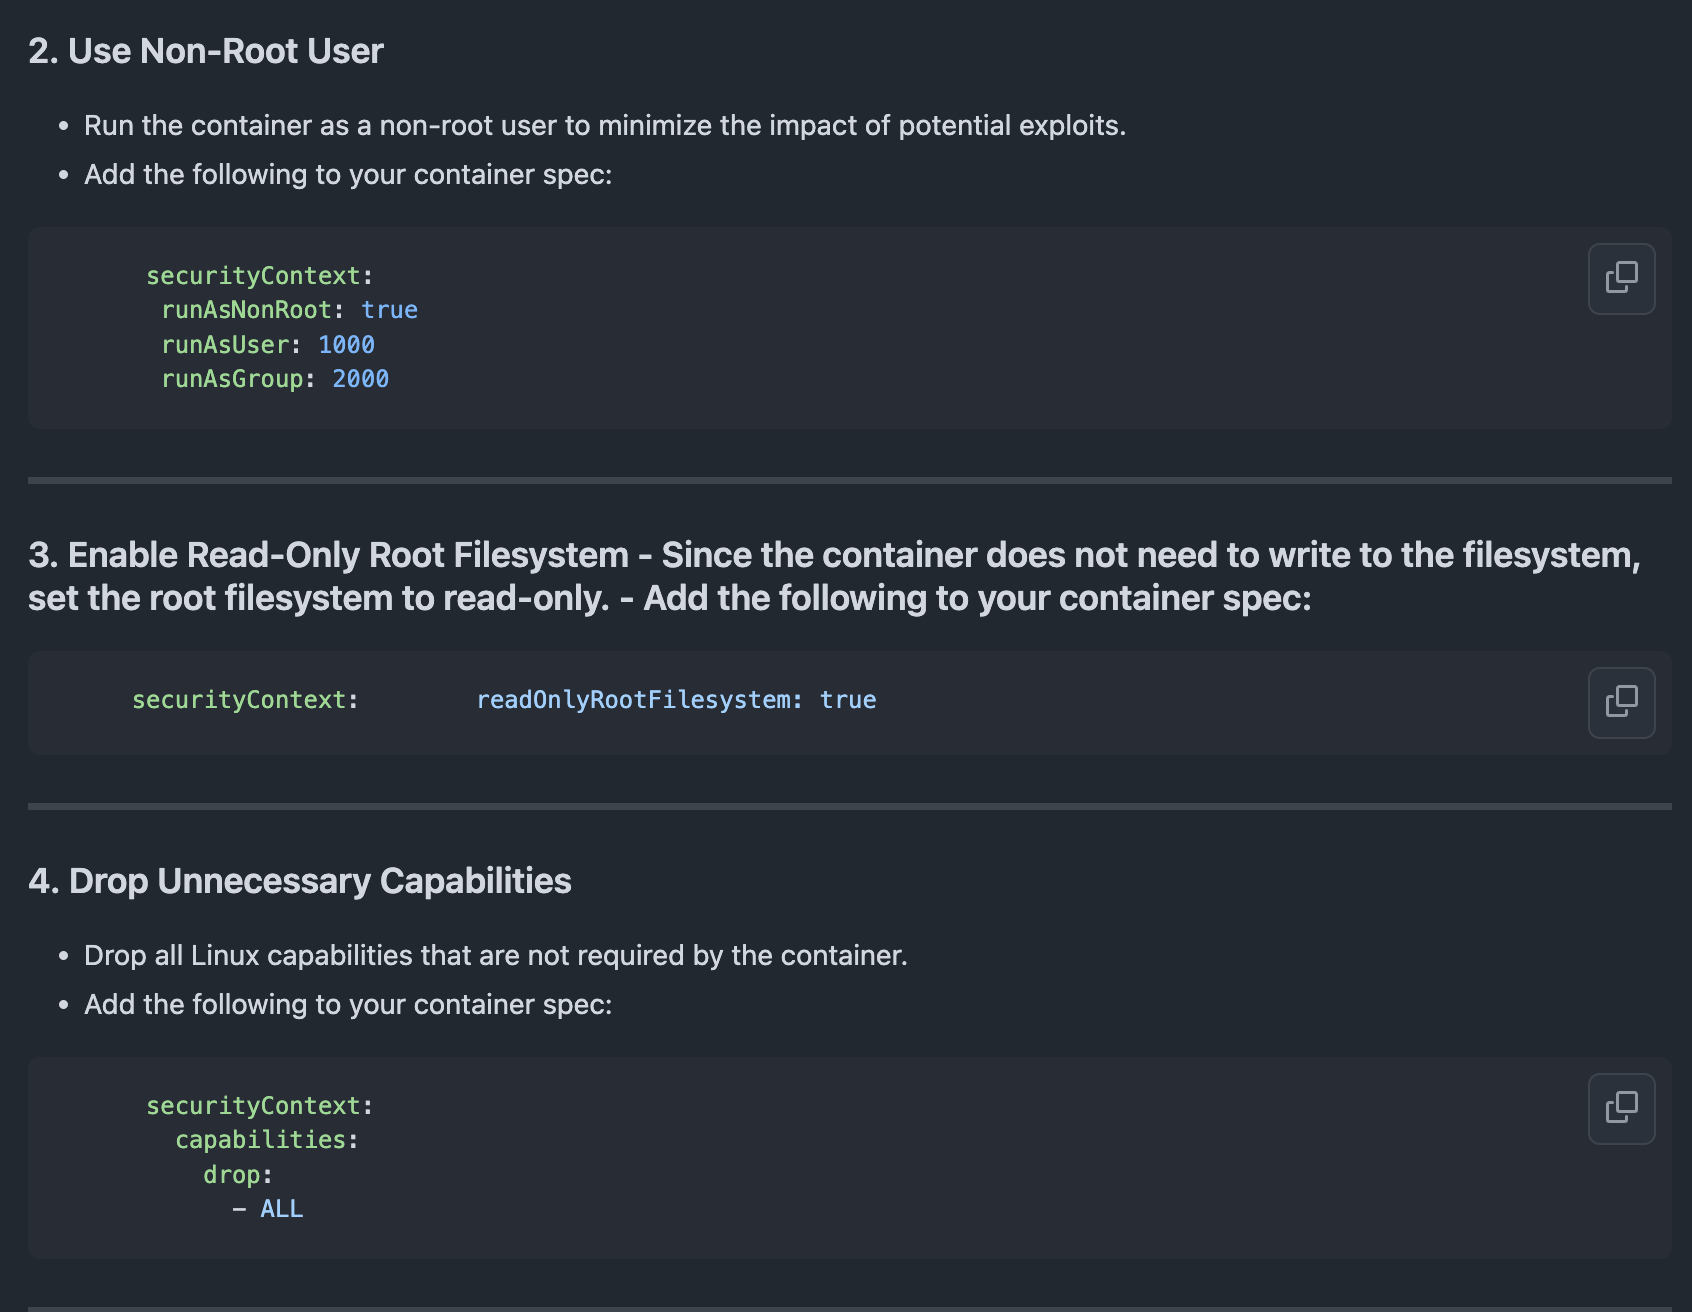 2. Use Non-Root User
• Run the container as a non-root user to minimize the impact of potential exploits.
• Add the following to your container spec:
securityContext:
runAsNonRoot: true
runAsUser: 1000
runAsGroup: 2000
3. Enable Read-Only Root Filesystem - Since the container does not need to write to the filesystem,
set the root filesystem to read-only. - Add the following to your container spec:
securityContext: readOnlyRootFilesystem: true
4. Drop Unnecessary Capabilities
• Drop all Linux capabilities that are not required by the container.
• Add the following to your container spec:
securityContext:
capabilities:
drop:
- ALL